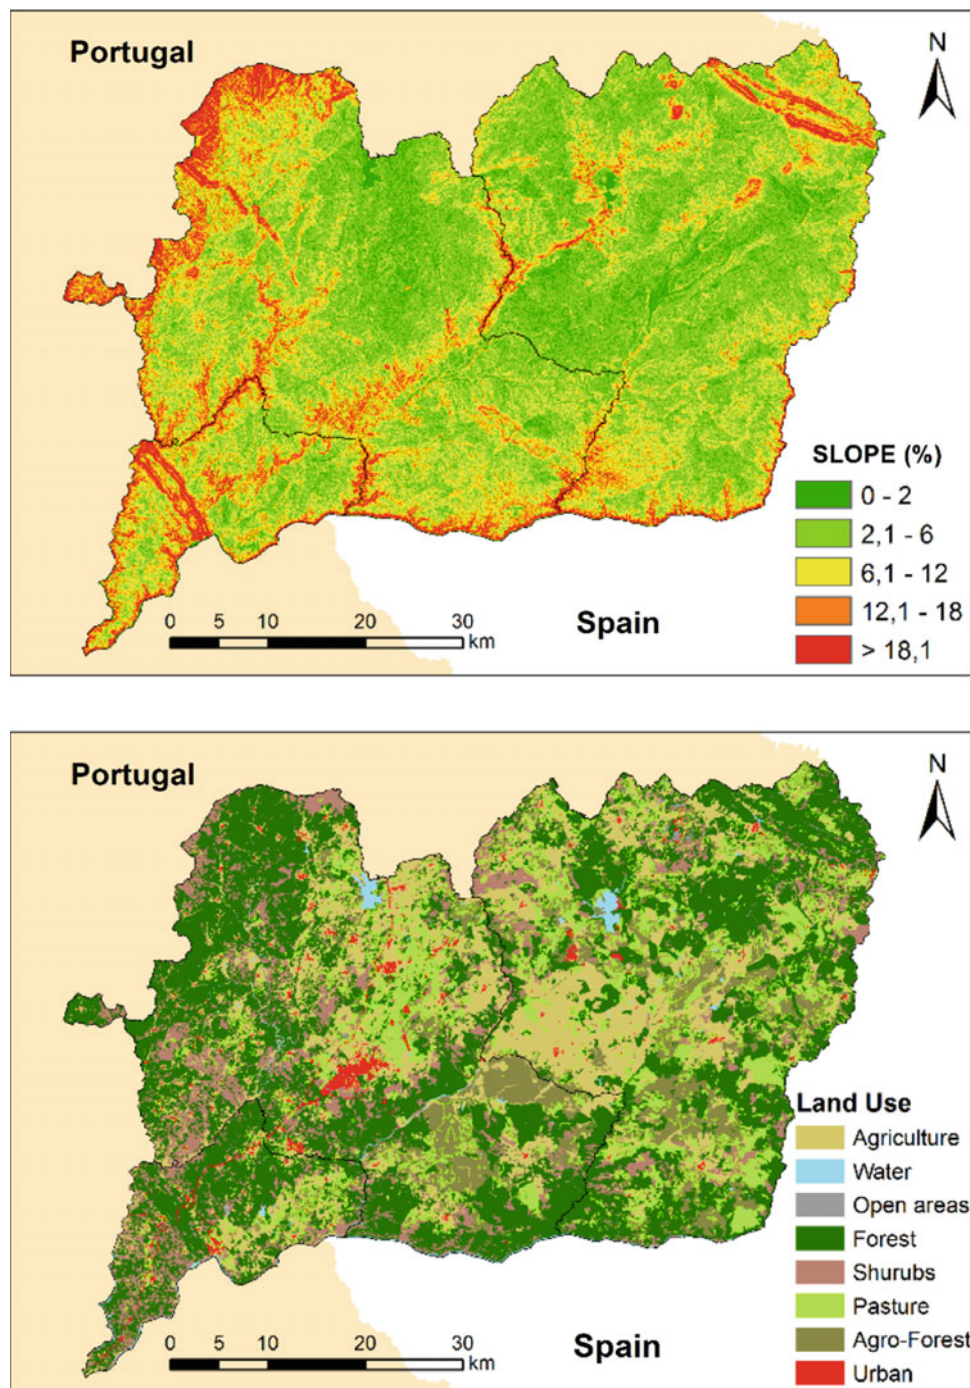 Portugal
N
SLOPE (%)
0 - 2
2,1 - 6
6,1 - 12
12,1 - 18
> 18,1
0 5 10 20 30
km
Spain
Portugal
N
Land Use
Agriculture
Water
Open areas
Forest
Shurubs
Pasture
Agro-Forest
Urban
0 5 10 20 30
km
Spain